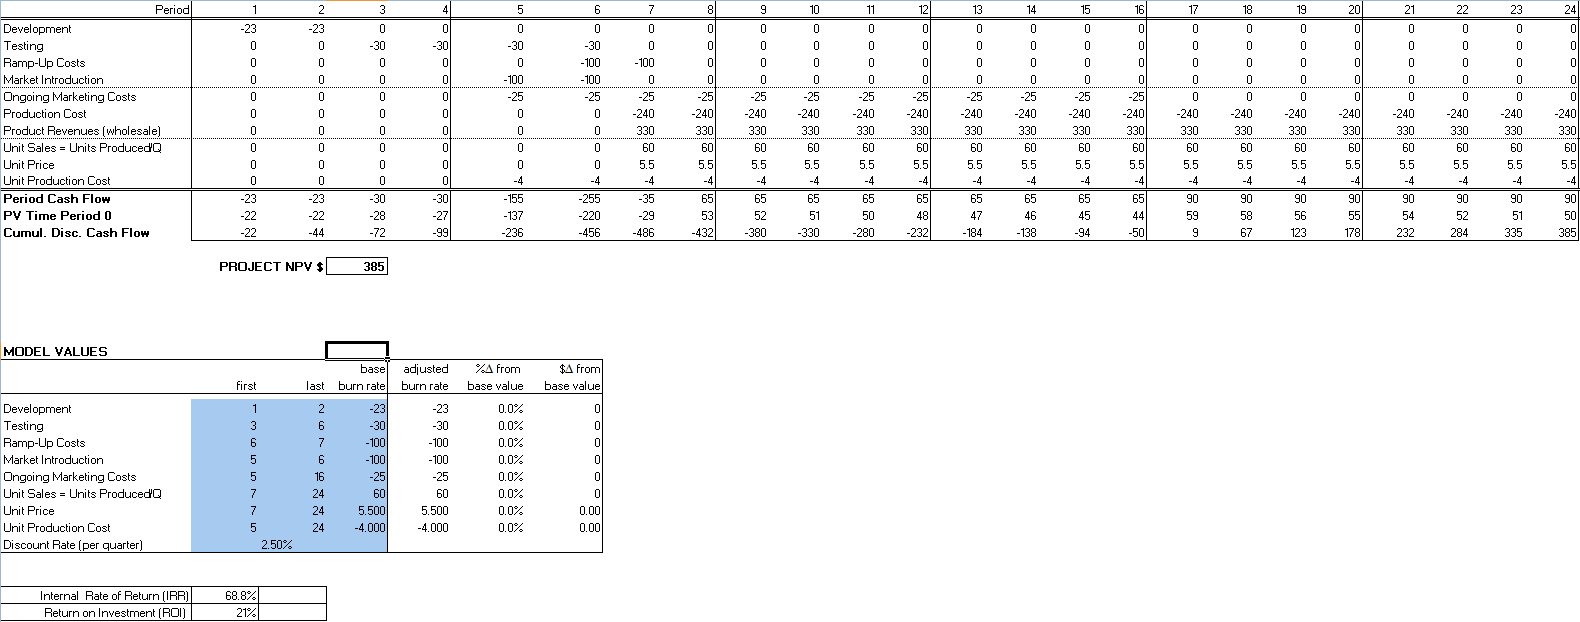 Period 1 2 3 4 5 6 7 8 9 10 11 12 13 14 15 16 17 18 19 20 21 22 23 24
Development -23 -23 0 0 0 0 0 0 0 0 0 0 0 0 0 0 0 0 0 0 0 0 0 0
Testing 0 0 -30 -30 -30 -30 0 0 0 0 0 0 0 0 0 0 0 0 0 0 0 0 0 0
Ramp-Up Costs 0 0 0 0 0 -100 -100 0 0 0 0 0 0 0 0 0 0 0 0 0 0 0 0 0
Market Introduction 0 0 0 0 -100 -100 0 0 0 0 0 0 0 0 0 0 0 0 0 0 0 0 0 0
Ongoing Marketing Costs 0 0 0 0 -25 -25 -25 -25 -25 -25 -25 -25 -25 -25 -25 -25 0 0 0 0 0 0 0 0
Production Cost 0 0 0 0 0 0 -240 -240 -240 -240 -240 -240 -240 -240 -240 -240 -240 -240 -240 -240 -240 -240 -240 -240
Product Revenues (wholesale) 0 0 0 0 0 0 330 330 330 330 330 330 330 330 330 330 330 330 330 330 330 330 330 330
Unit Sales = Units Produced/Q 0 0 0 0 0 0 60 60 60 60 60 60 60 60 60 60 60 60 60 60 60 60 60 60
Unit Price 0 0 0 0 0 0 5.5 5.5 5.5 5.5 5.5 5.5 5.5 5.5 5.5 5.5 5.5 5.5 5.5 5.5 5.5 5.5 5.5 5.5
Unit Production Cost 0 0 0 0 -4 -4 -4 -4 -4 -4 -4 -4 -4 -4 -4 -4 -4 -4 -4 -4 -4 -4 -4 -4
Period Cash Flow -23 -23 -30 -30 -155 -255 -35 65 65 65 65 65 65 65 65 65 90 90 90 90 90 90 90 90
PV Time Period 0 -22 -22 -28 -27 -137 -220 -29 53 52 51 50 48 47 46 45 44 59 58 56 55 54 52 51 50
Cumul. Disc. Cash Flow -22 -44 -72 -99 -236 -456 -486 -432 -380 -330 -280 -232 -184 -138 -94 -50 9 67 123 178 232 284 335 385
PROJECT NPV $ 385
MODEL VALUES
base adjusted %Δ from $Δ from
first last burn rate burn rate base value base value
Development 1 2 -23 -23 0.0% 0
Testing 3 6 -30 -30 0.0% 0
Ramp-Up Costs 6 7 -100 -100 0.0% 0
Market Introduction 5 6 -100 -100 0.0% 0
Ongoing Marketing Costs 5 16 -25 -25 0.0% 0
Unit Sales = Units Produced/Q 7 24 60 60 0.0% 0
Unit Price 7 24 5.500 5.500 0.0% 0.00
Unit Production Cost 5 24 -4.000 -4.000 0.0% 0.00
Discount Rate (per quarter) 2.50%
Internal Rate of Return (IRR) 68.8%
Return on Investment (ROI) 21%